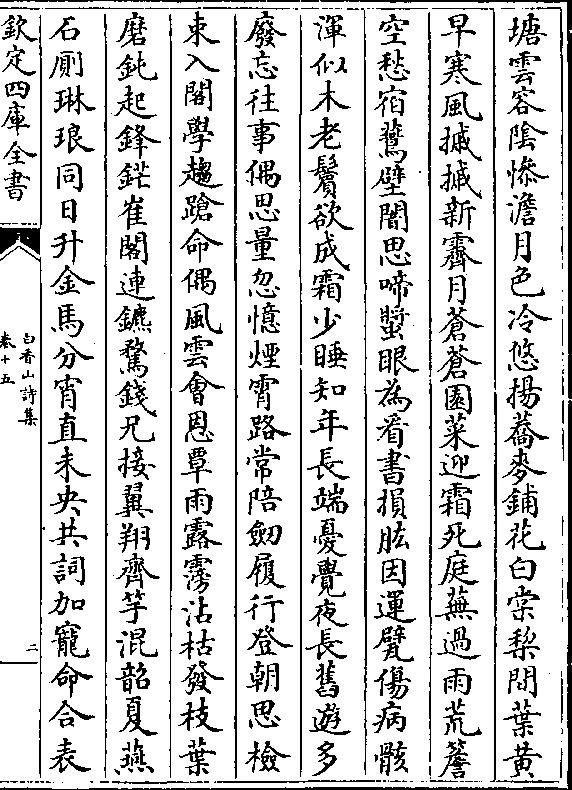 塘雲容陰慘澹月色冷悠揚蕎麥鋪花白棠梨間葉黃
早寒風摵摵新霽月蒼蒼園菜迎霜死庭蕪過雨荒簷
空愁宿鷰壁闇思啼螿眼為看書損肱因運甓傷病骸
渾似木老鬢欲成霜少睡知年長端憂覺夜長舊遊多
廢忘往事偶思量忽憶煙霄路常陪劒履行登朝思檢
束入閣學趨蹌命偶風雲會恩覃雨露霶沾枯發枝葉
磨鈍起鋒鋩崔閣連鑣騖錢兄接翼翔齊竽混韶夏燕
石厠琳琅同日升金馬分宵直未央共詞加寵命合表
欽定四庫全書
白香山詩集
卷十五
二